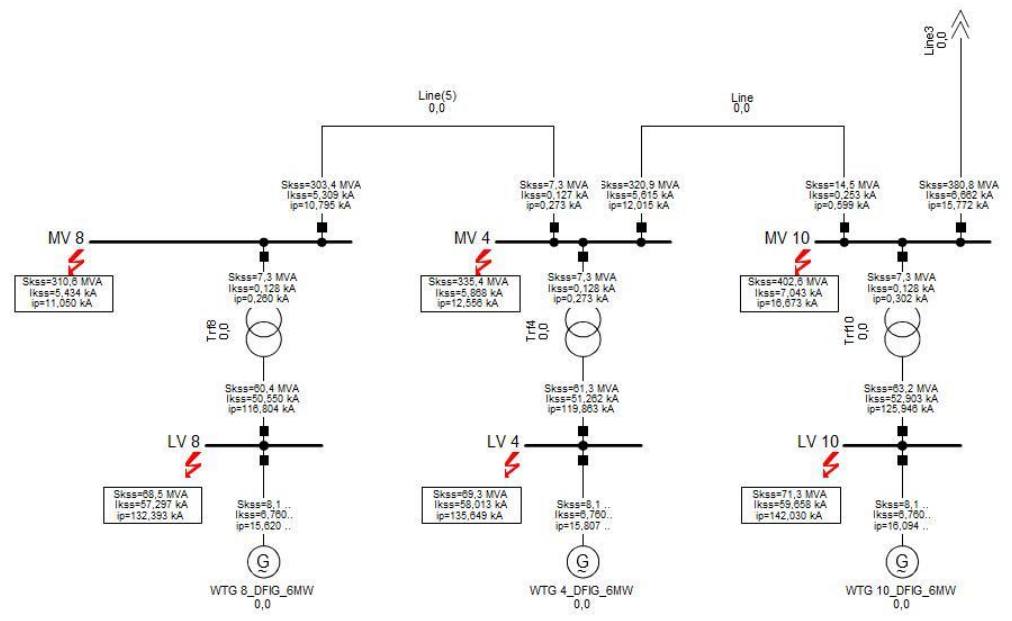 Line3
0,0
Line(5)
0,0
Line
0,0
Skss=303,4 MVA
Ikss=5,309 kA
ip=10,795 kA
Skss=7,3 MVA
Ikss=0,127 kA
ip=0,273 kA
Skss=320,9 MVA
Ikss=5,615 kA
ip=12,015 kA
Skss=14,5 MVA
Ikss=0,253 kA
ip=0,599 kA
Skss=380,8 MVA
Ikss=6,662 kA
ip=15,772 kA
MV 8
MV 4
MV 10
Skss=310,6 MVA
Ikss=5,434 kA
ip=11,050 kA
Skss=7,3 MVA
Ikss=0,128 kA
ip=0,260 kA
Skss=335,4 MVA
Ikss=5,868 kA
ip=12,566 kA
Skss=7,3 MVA
Ikss=0,128 kA
ip=0,273 kA
Skss=402,6 MVA
Ikss=7,043 kA
ip=16,673 kA
Skss=7,3 MVA
Ikss=0,128 kA
ip=0,302 kA
Trf8
0,0
Trf4
0,0
Trf10
0,0
Skss=60,4 MVA
Ikss=50,550 kA
ip=116,804 kA
Skss=61,3 MVA
Ikss=51,262 kA
ip=119,863 kA
Skss=63,2 MVA
Ikss=52,903 kA
ip=125,946 kA
LV 8
LV 4
LV 10
Skss=68,5 MVA
Ikss=57,297 kA
ip=132,393 kA
Skss=8,1 ..
Ikss=6,760..
ip=15,620 ..
Skss=69,3 MVA
Ikss=58,013 kA
ip=135,649 kA
Skss=8,1 ..
Ikss=6,760..
ip=15,807 ..
Skss=71,3 MVA
Ikss=59,658 kA
ip=142,030 kA
Skss=8,1 ..
Ikss=6,760..
ip=16,094 ..
G
~
G
~
G
~
WTG 8_DFIG_6MW
0,0
WTG 4_DFIG_6MW
0,0
WTG 10_DFIG_6MW
0,0